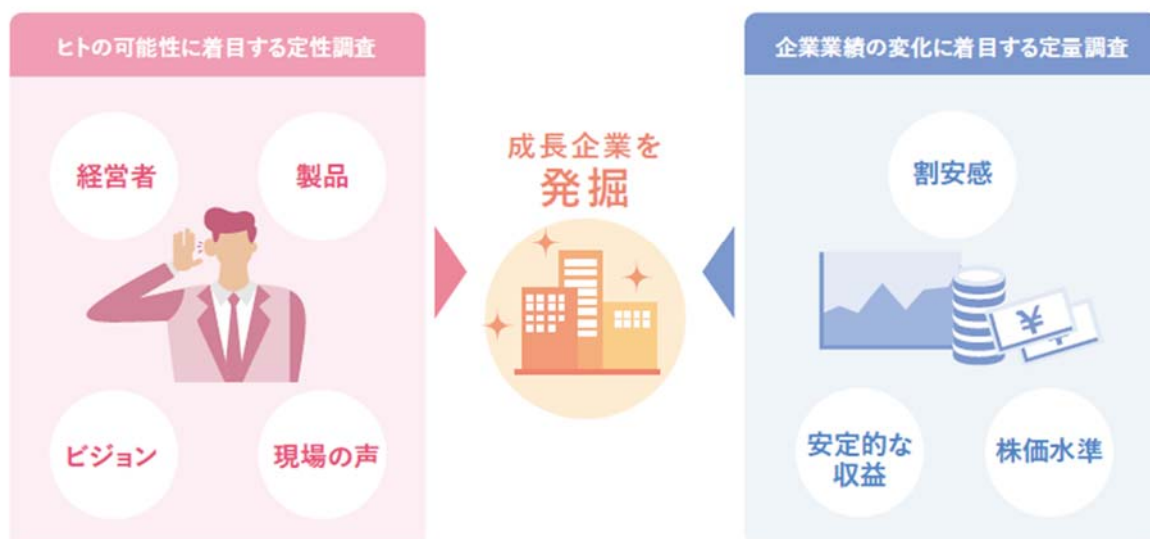 ヒトの可能性に着目する定性調査
経営者
製品
ビジョン
現場の声
成長企業を
発掘
企業業績の変化に着目する定量調査
割安感
¥
安定的な
収益
株価水準